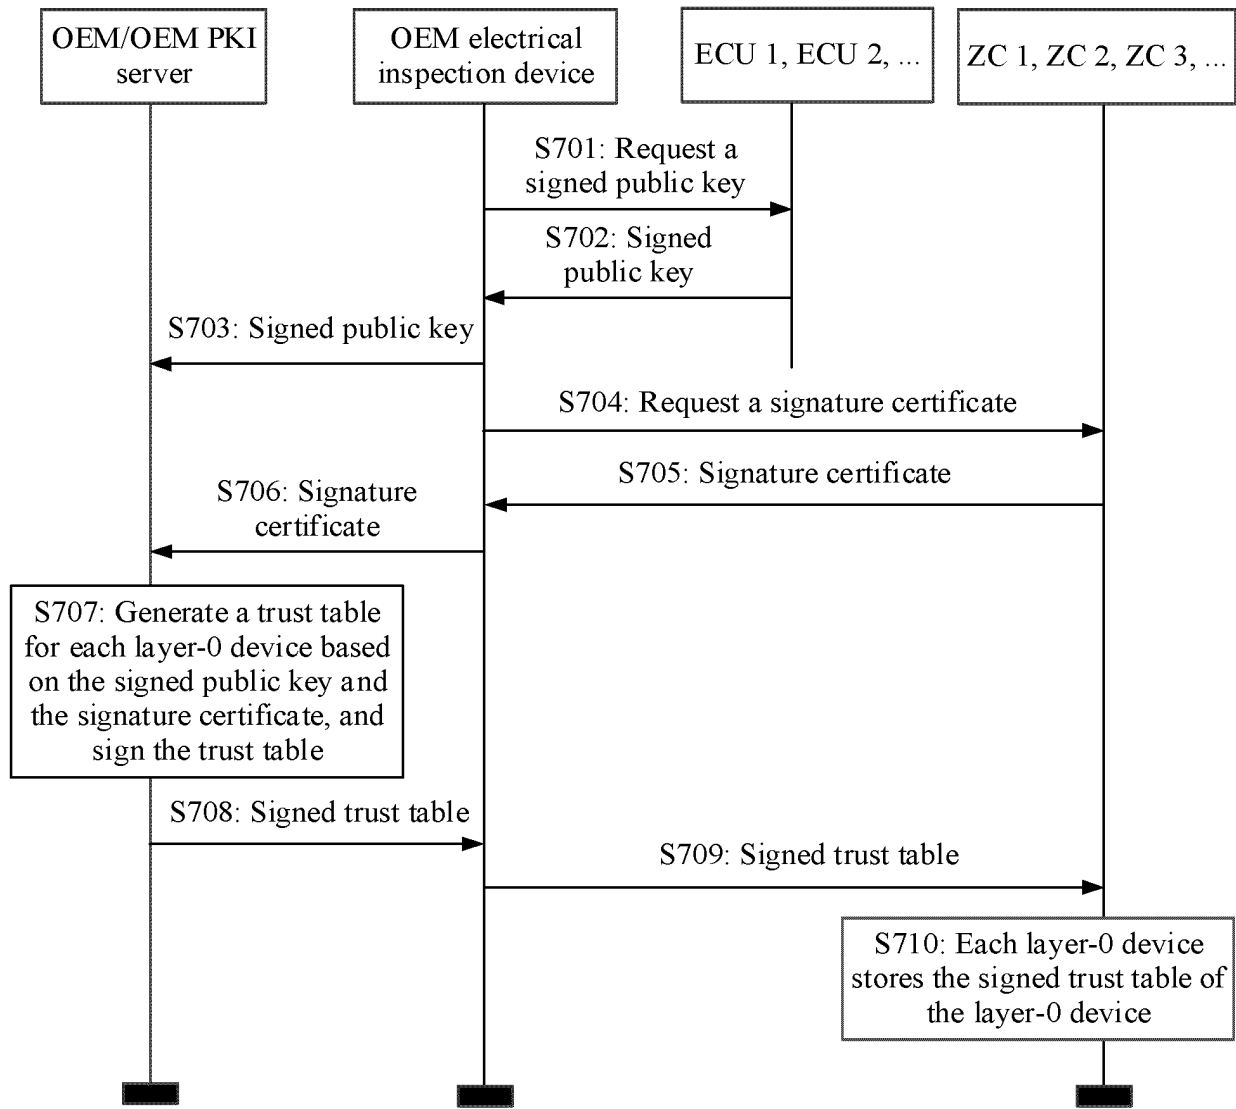 OEM/OEM PKI
server
OEM electrical
inspection device
ECU 1, ECU 2, ...
ZC 1, ZC 2, ZC 3, ...
S701: Request a
signed public key
S702: Signed
public key
S703: Signed public key
S704: Request a signature certificate
S705: Signature certificate
S706: Signature
certificate
S707: Generate a trust table
for each layer-0 device based
on the signed public key and
the signature certificate, and
sign the trust table
S708: Signed trust table
S709: Signed trust table
S710: Each layer-0 device
stores the signed trust table of
the layer-0 device